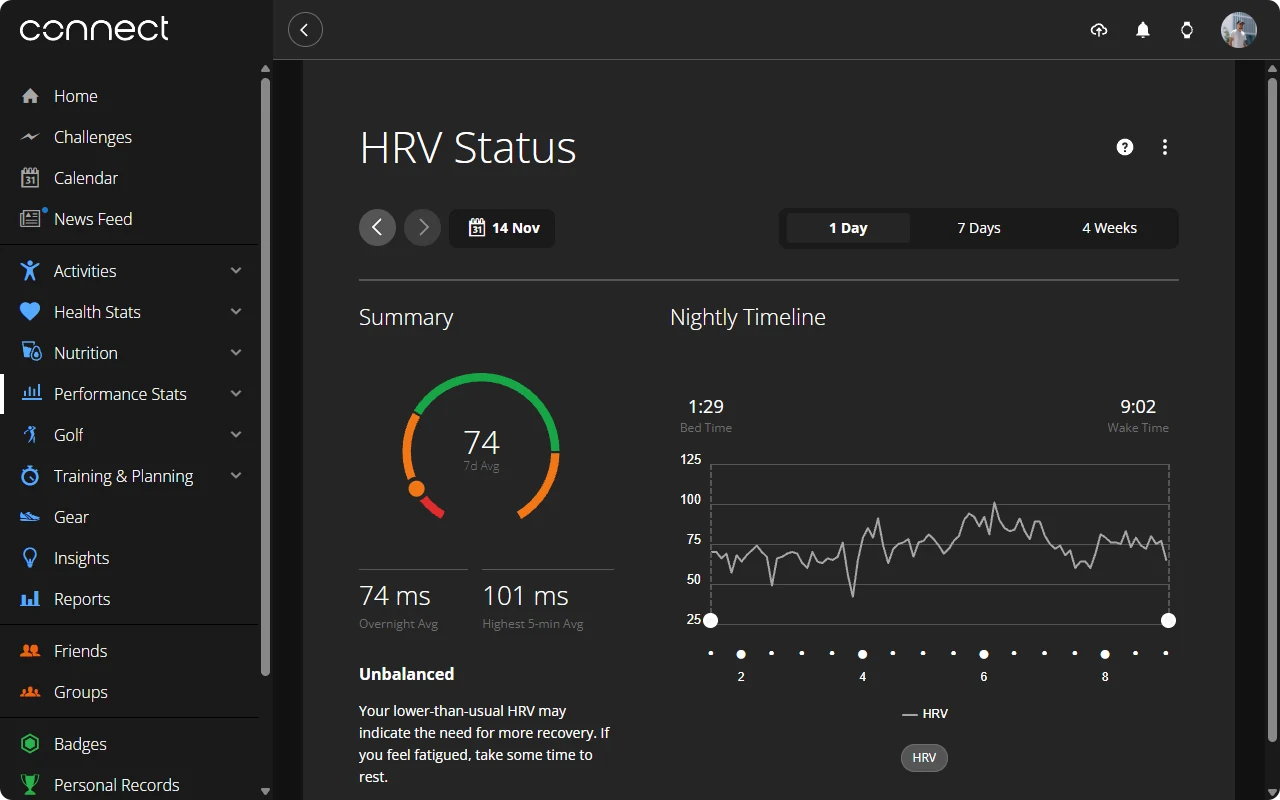 connect
Home
Challenges
31
Calendar
News Feed
Activities
Health Stats
Nutrition
Performance Stats
Golf
Training & Planning
Gear
Insights
Reports
Friends
Groups
Badges
Personal Records
HRV Status
?
31
14 Nov
1 Day
7 Days
4 Weeks
Summary
74
7d Avg
74 ms
Overnight Avg
101 ms
Highest 5-min Avg
Unbalanced
Your lower-than-usual HRV may
indicate the need for more recovery. If
you feel fatigued, take some time to
rest.
Nightly Timeline
1:29
Bed Time
9:02
Wake Time
125
100
75
50
25
2
4
6
8
HRV
HRV